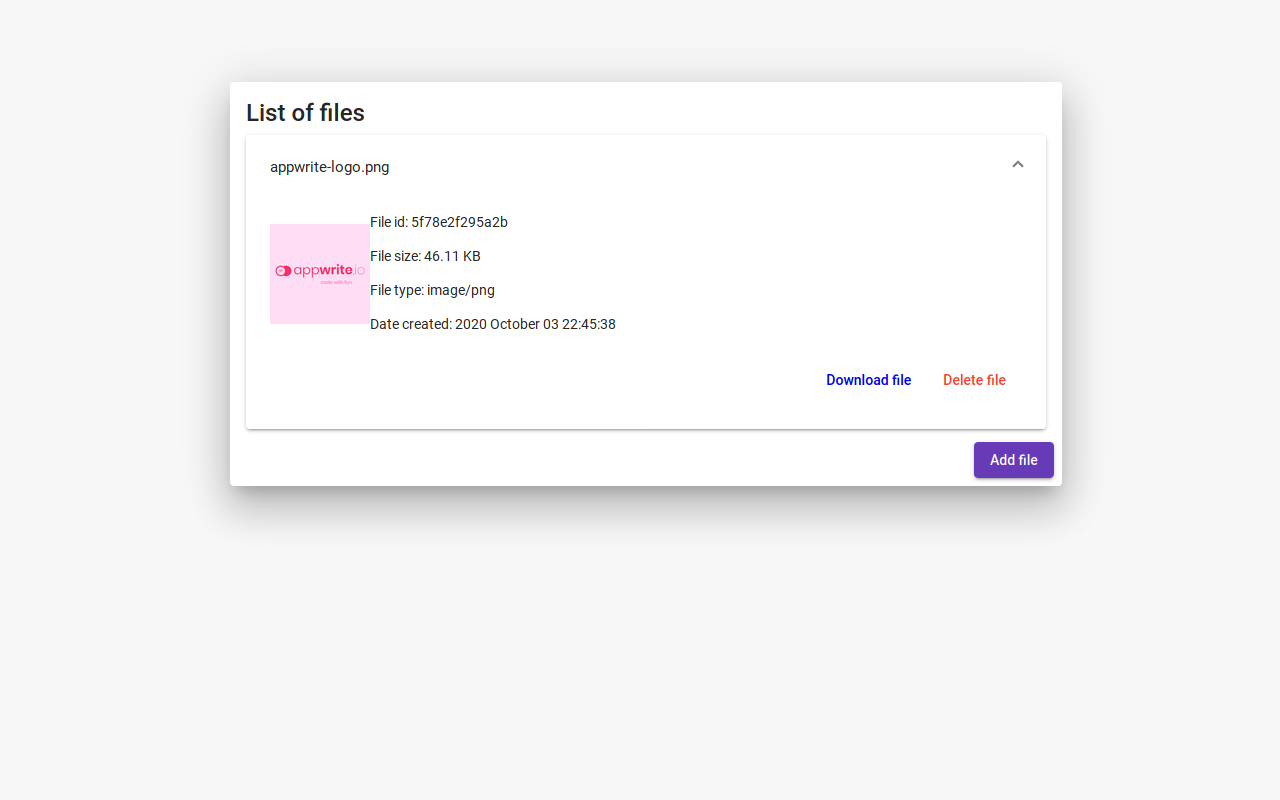 List of files
appwrite-logo.png
File id: 5f78e2f295a2b
appwrite.io
code with fun
File size: 46.11 KB
File type: image/png
Date created: 2020 October 03 22:45:38
Download file Delete file
Add file